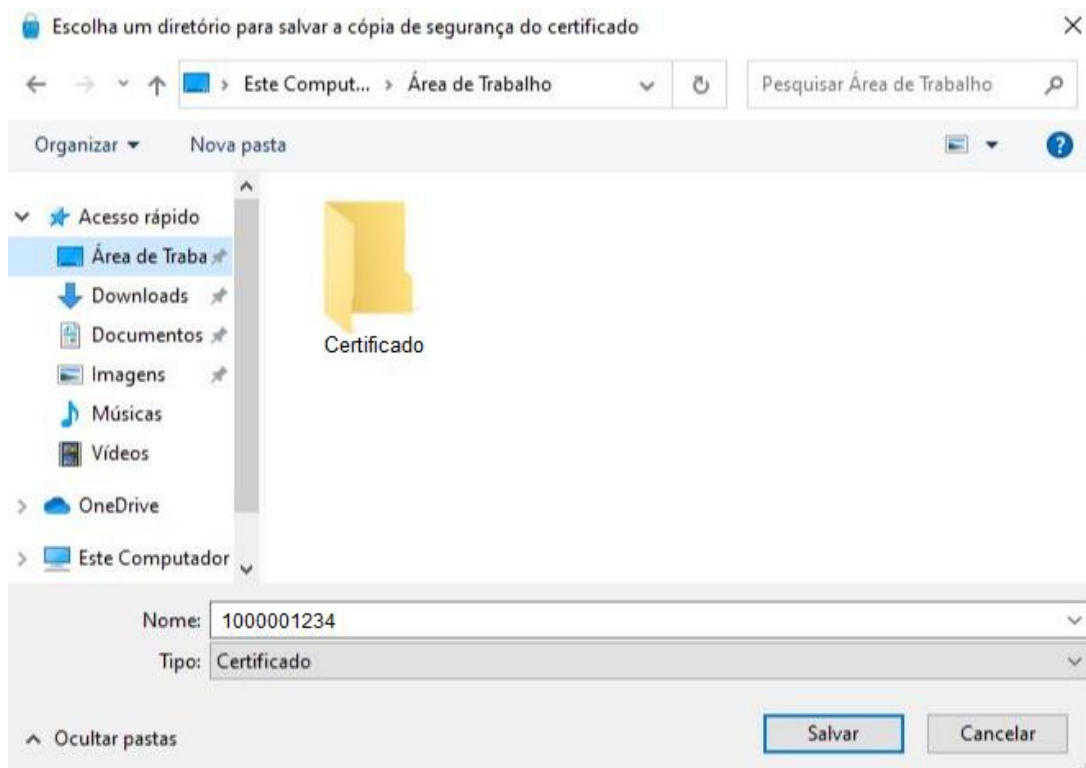 Escolha um diretório para salvar a cópia de segurança do certificado
Este Comput... > Área de Trabalho
Pesquisar Área de Trabalho
Organizar
Nova pasta
Acesso rápido
Área de Traba
Downloads
Documentos
Imagens
Músicas
Vídeos
OneDrive
Este Computador
Certificado
Nome: 1000001234
Tipo: Certificado
Ocultar pastas
Salvar
Cancelar